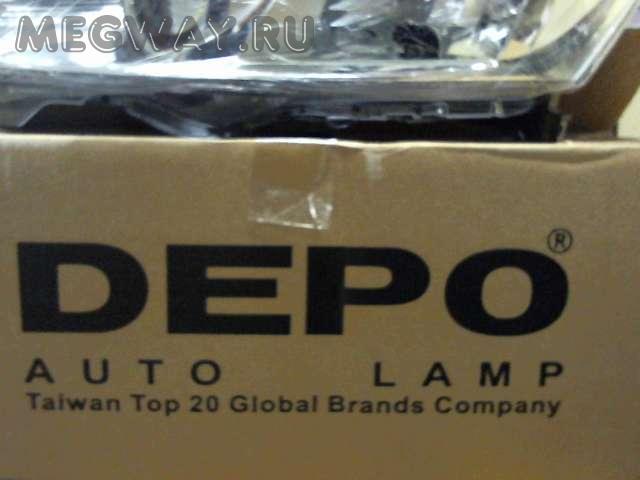 MEGWAY.RU
DEPO®
AUTO LAMP
Taiwan Top 20 Global Brands Company